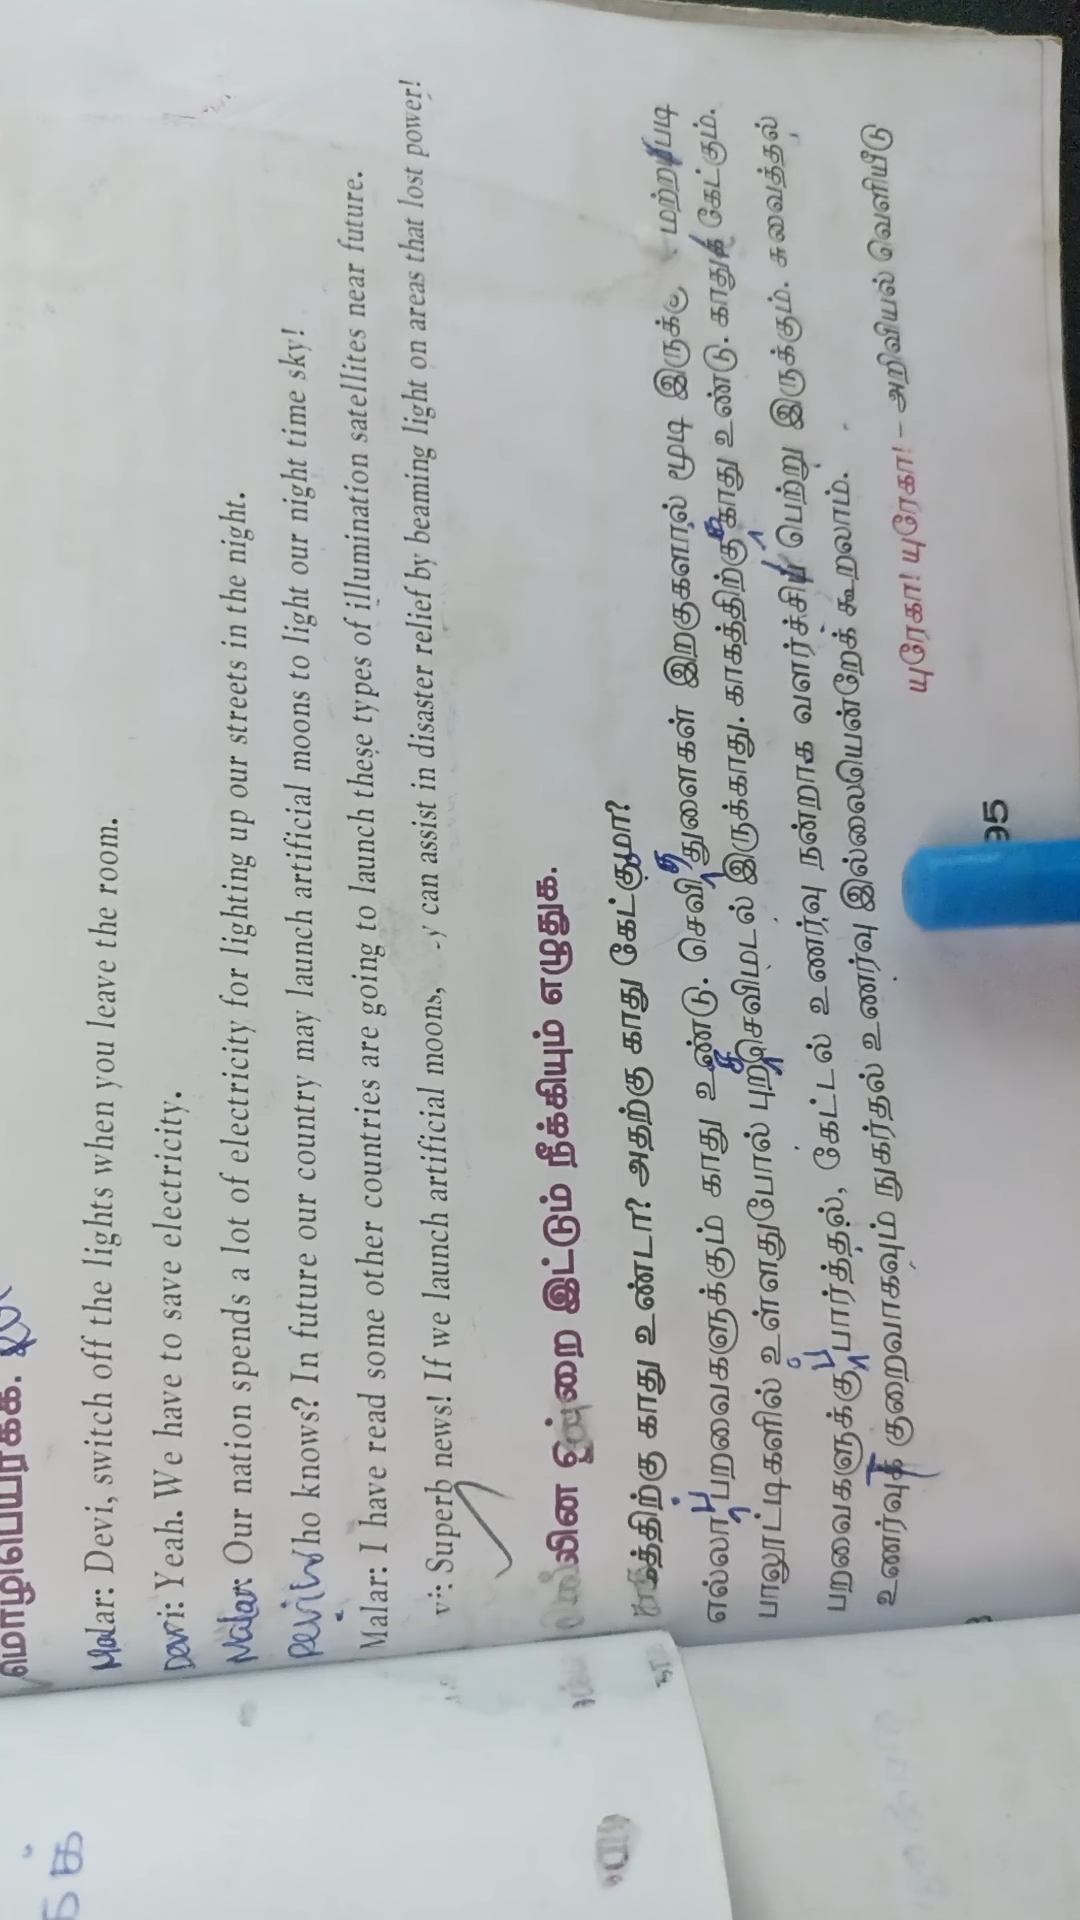 மொழிபெயர்க்க.
Malar: Devi, switch off the lights when you leave the room.
Devi: Yeah. We have to save electricity.
Malar: Our nation spends a lot of electricity for lighting up our streets in the night.
Devi: Who knows? In future our country may launch artificial moons to light our night time sky!
Malar: I have read some other countries are going to launch these types of illumination satellites near future.
Superb news! If we launch artificial moons, can assist in disaster relief by beaming light on areas that lost power!
இட்டும் நீக்கியும் எழுதுக.
காது உண்டா? அதற்கு காது கேட்குமா?
எல்லாப் பறவைகளுக்கும் காது உண்டு. செவித் துளைகள் இறகுகளால் மூடி இருக்கு மற்றபடி
பாலூட்டிகளில் உள்ளதுபோல் புறச் செவிமடல் இருக்காது. காகத்திற்குக் காது உண்டு. காதுக் கேட்கும்.
பறவைகளுக்குப் பார்த்தல், கேட்டல் உணர்வு நன்றாக வளர்ச்சிப் பெற்று இருக்கும். சுவைத்தல்
உணர்வுக் குறைவாகவும் நுகர்தல் உணர்வு இல்லையென்றேக் கூறலாம்.
யுரேகா! யுரேகா! – அறிவியல் வெளியீடு
95